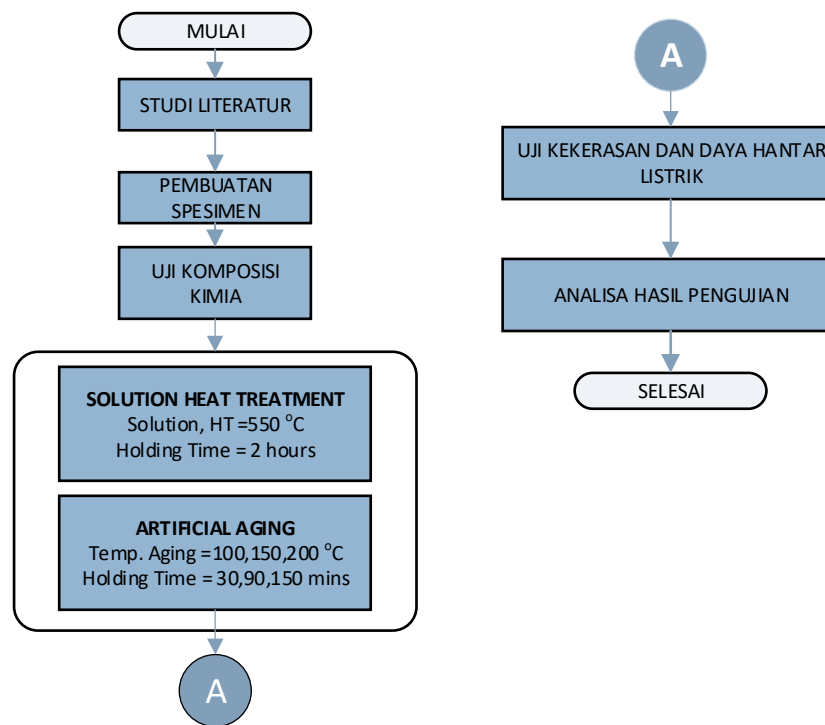 MULAI
STUDI LITERATUR
PEMBUATAN
SPESIMEN
UJI KOMPOSISI
KIMIA
SOLUTION HEAT TREATMENT
Solution, HT =550 °C
Holding Time = 2 hours
ARTIFICIAL AGING
Temp. Aging =100,150,200 °C
Holding Time = 30,90,150 mins
A
A
UJI KEKERASAN DAN DAYA HANTAR
LISTRIK
ANALISA HASIL PENGUJIAN
SELESAI